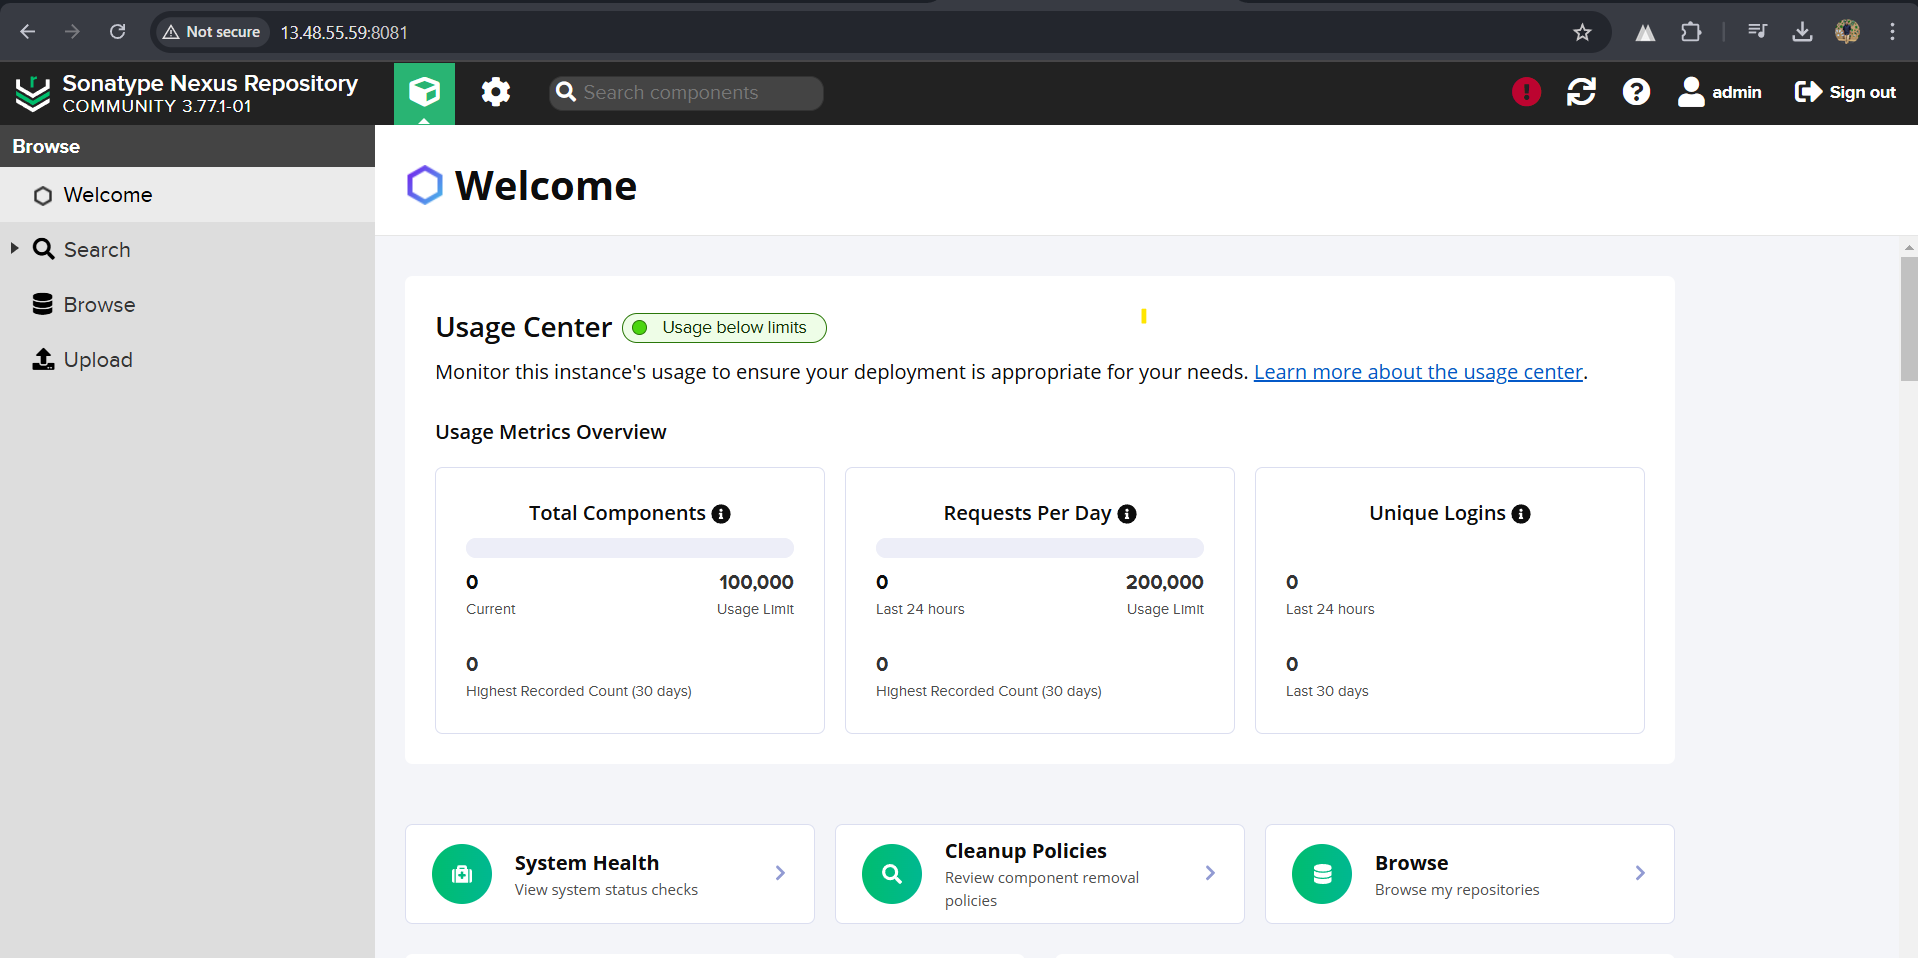 Not secure 13.48.55.59:8081
Sonatype Nexus Repository
COMMUNITY 3.77.1-01
Search components
admin
Sign out
Browse
Welcome
Search
Browse
Upload
Welcome
Usage Center
Usage below limits
Monitor this instance's usage to ensure your deployment is appropriate for your needs. Learn more about the usage center.
Usage Metrics Overview
Total Components
0 100,000
Current Usage Limit
0
Highest Recorded Count (30 days)
Requests Per Day
0 200,000
Last 24 hours Usage Limit
0
Highest Recorded Count (30 days)
Unique Logins
0
Last 24 hours
0
Last 30 days
System Health
View system status checks
Cleanup Policies
Review component removal
policies
Browse
Browse my repositories